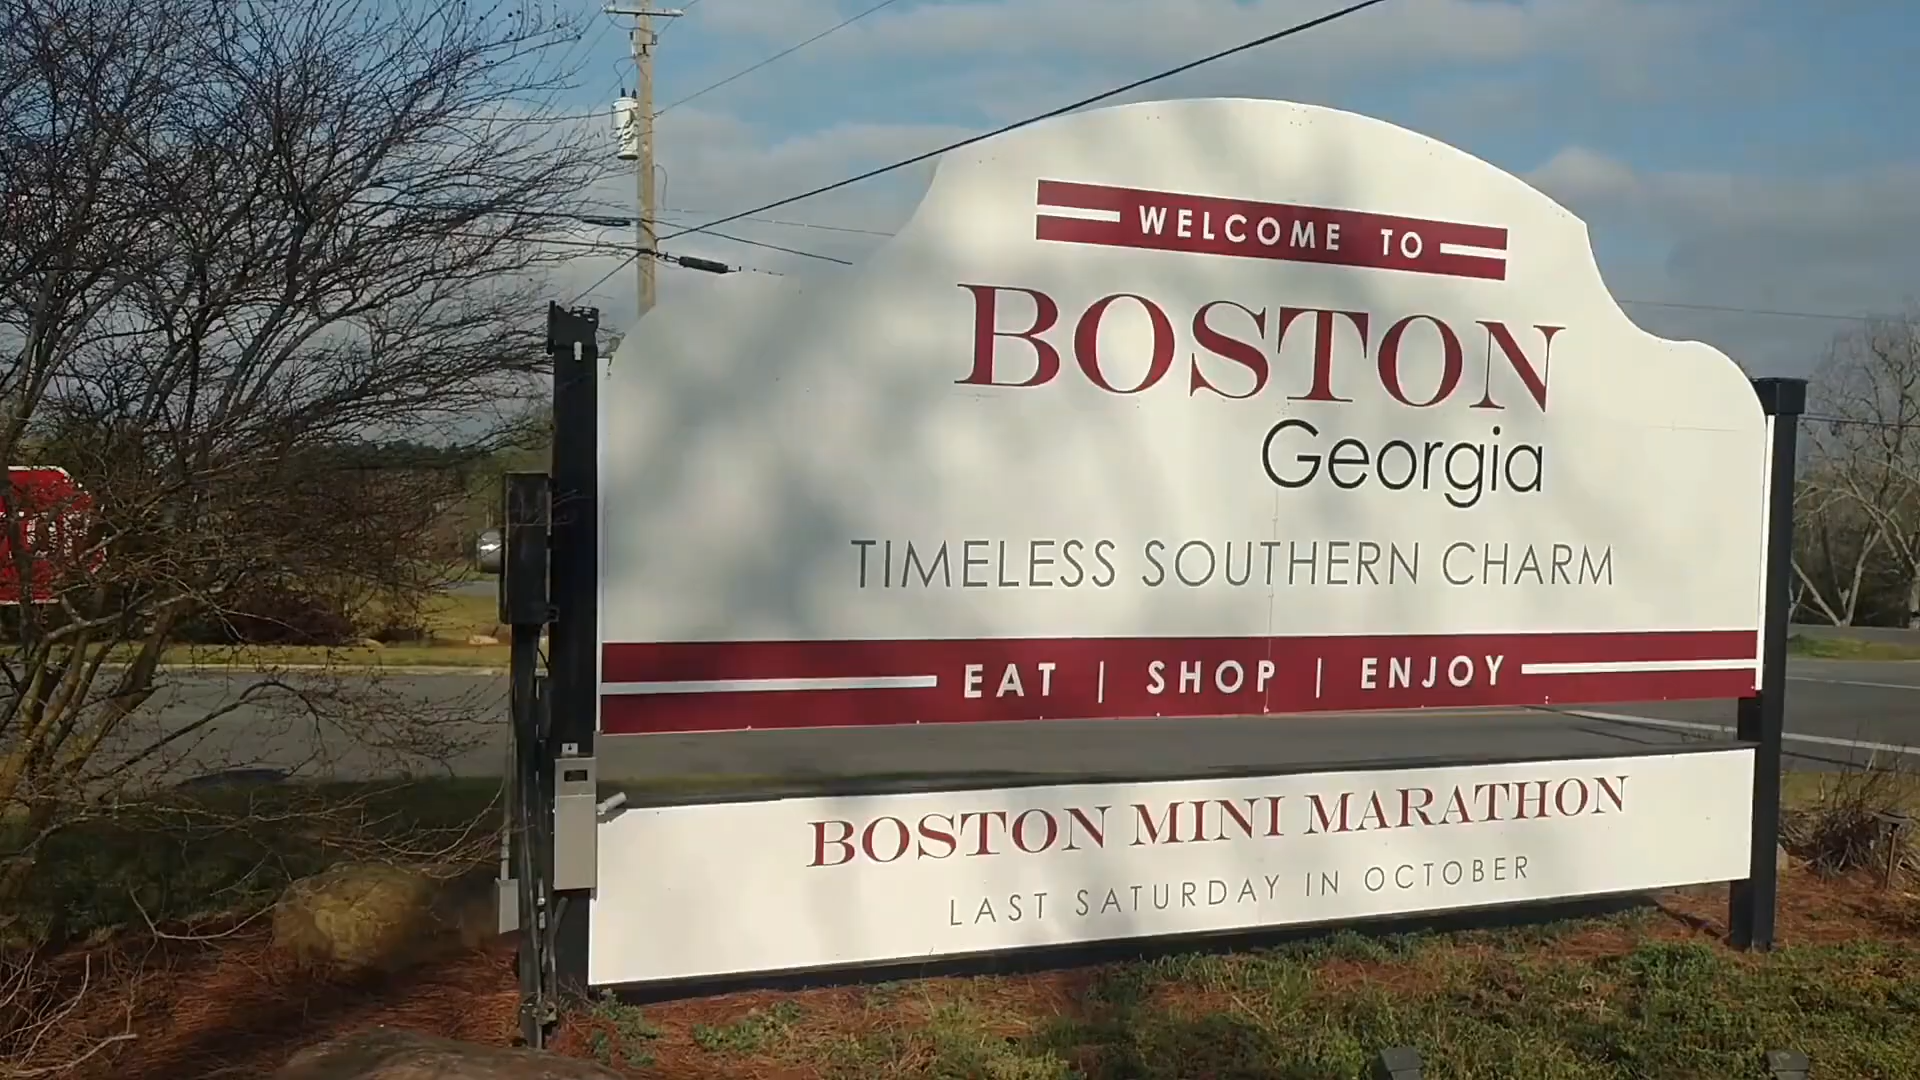 WELCOME TO
BOSTON
Georgia
TIMELESS SOUTHERN CHARM
EAT | SHOP | ENJOY
BOSTON MINI MARATHON
LAST SATURDAY IN OCTOBER